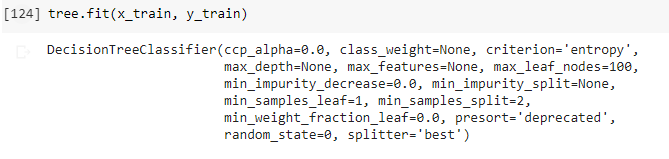 [124] tree.fit(x_train, y_train)
DecisionTreeClassifier(ccp_alpha=0.0, class_weight=None, criterion='entropy',
max_depth=None, max_features=None, max_leaf_nodes=100,
min_impurity_decrease=0.0, min_impurity_split=None,
min_samples_leaf=1, min_samples_split=2,
min_weight_fraction_leaf=0.0, presort='deprecated',
random_state=0, splitter='best')